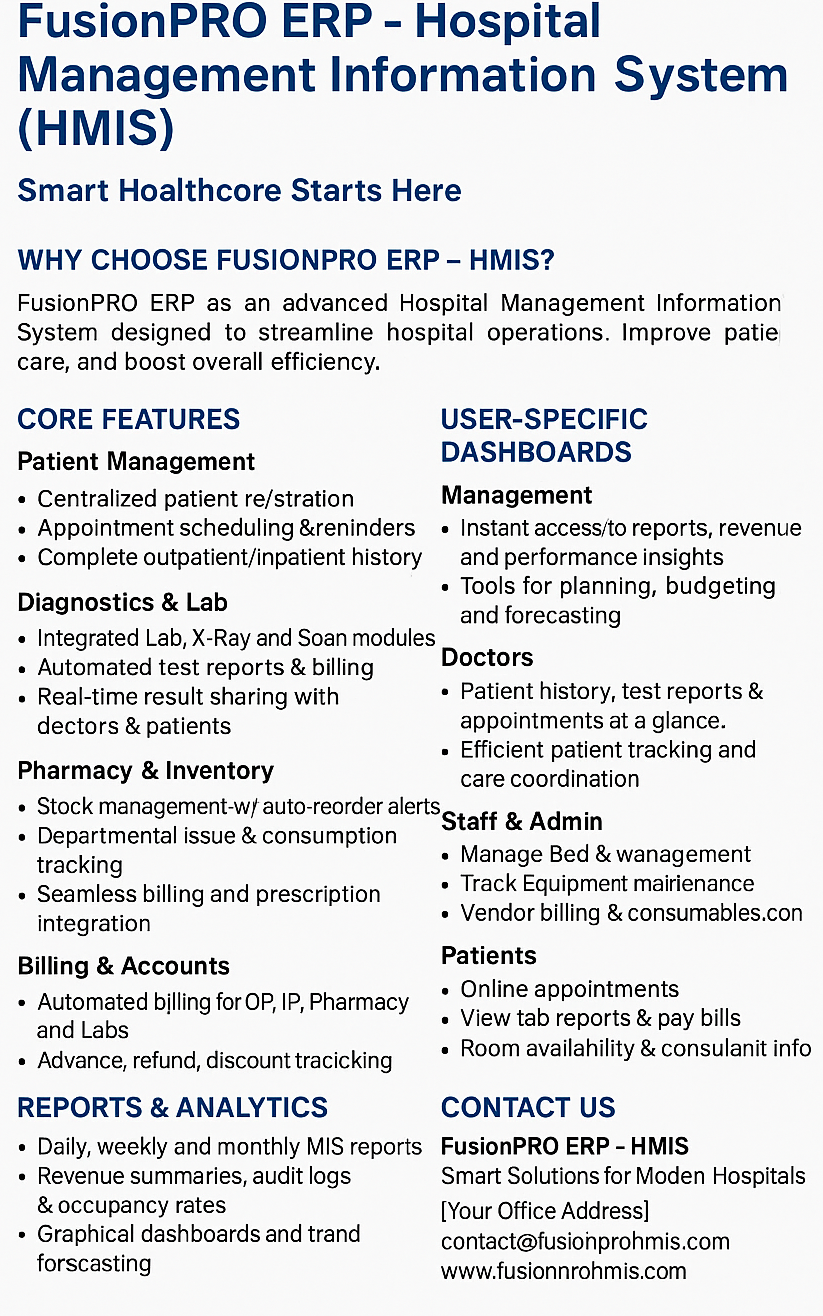 FusionPRO ERP - Hospital
Management Information System
(HMIS)
Smart Hoalthcore Starts Here
WHY CHOOSE FUSIONPRO ERP – HMIS?
FusionPRO ERP as an advanced Hospital Management Information
System designed to streamline hospital operations. Improve patie
care, and boost overall efficiency.
CORE FEATURES
Patient Management
• Centralized patient re/stration
• Appointment scheduling &reninders
• Complete outpatient/inpatient history
Diagnostics & Lab
• Integrated Lab, X-Ray and Soan modules
• Automated test reports & billing
• Real-time result sharing with
dectors & patients
Pharmacy & Inventory
• Stock management-w/ auto-reorder alerts
• Departmental issue & consumption
tracking
• Seamless billing and prescription
integration
Billing & Accounts
• Automated billing for OP, IP, Pharmacy
and Labs
• Advance, refund, discount tracicking
REPORTS & ANALYTICS
• Daily, weekly and monthly MIS reports
• Revenue summaries, audit logs
& occupancy rates
• Graphical dashboards and trand
forscasting
USER-SPECIFIC
DASHBOARDS
Management
• Instant access/to reports, revenue
and performance insights
• Tools for planning, budgeting
and forecasting
Doctors
• Patient history, test reports &
appointments at a glance.
• Efficient patient tracking and
care coordination
Staff & Admin
• Manage Bed & wanagement
• Track Equipment mairienance
• Vendor billing & consumables.con
Patients
• Online appointments
• View tab reports & pay bills
• Room availahility & consulanit info
CONTACT US
FusionPRO ERP – HMIS
Smart Solutions for Moden Hospitals
[Your Office Address]
contact@fusionprohmis.com
www.fusionnrohmis.com